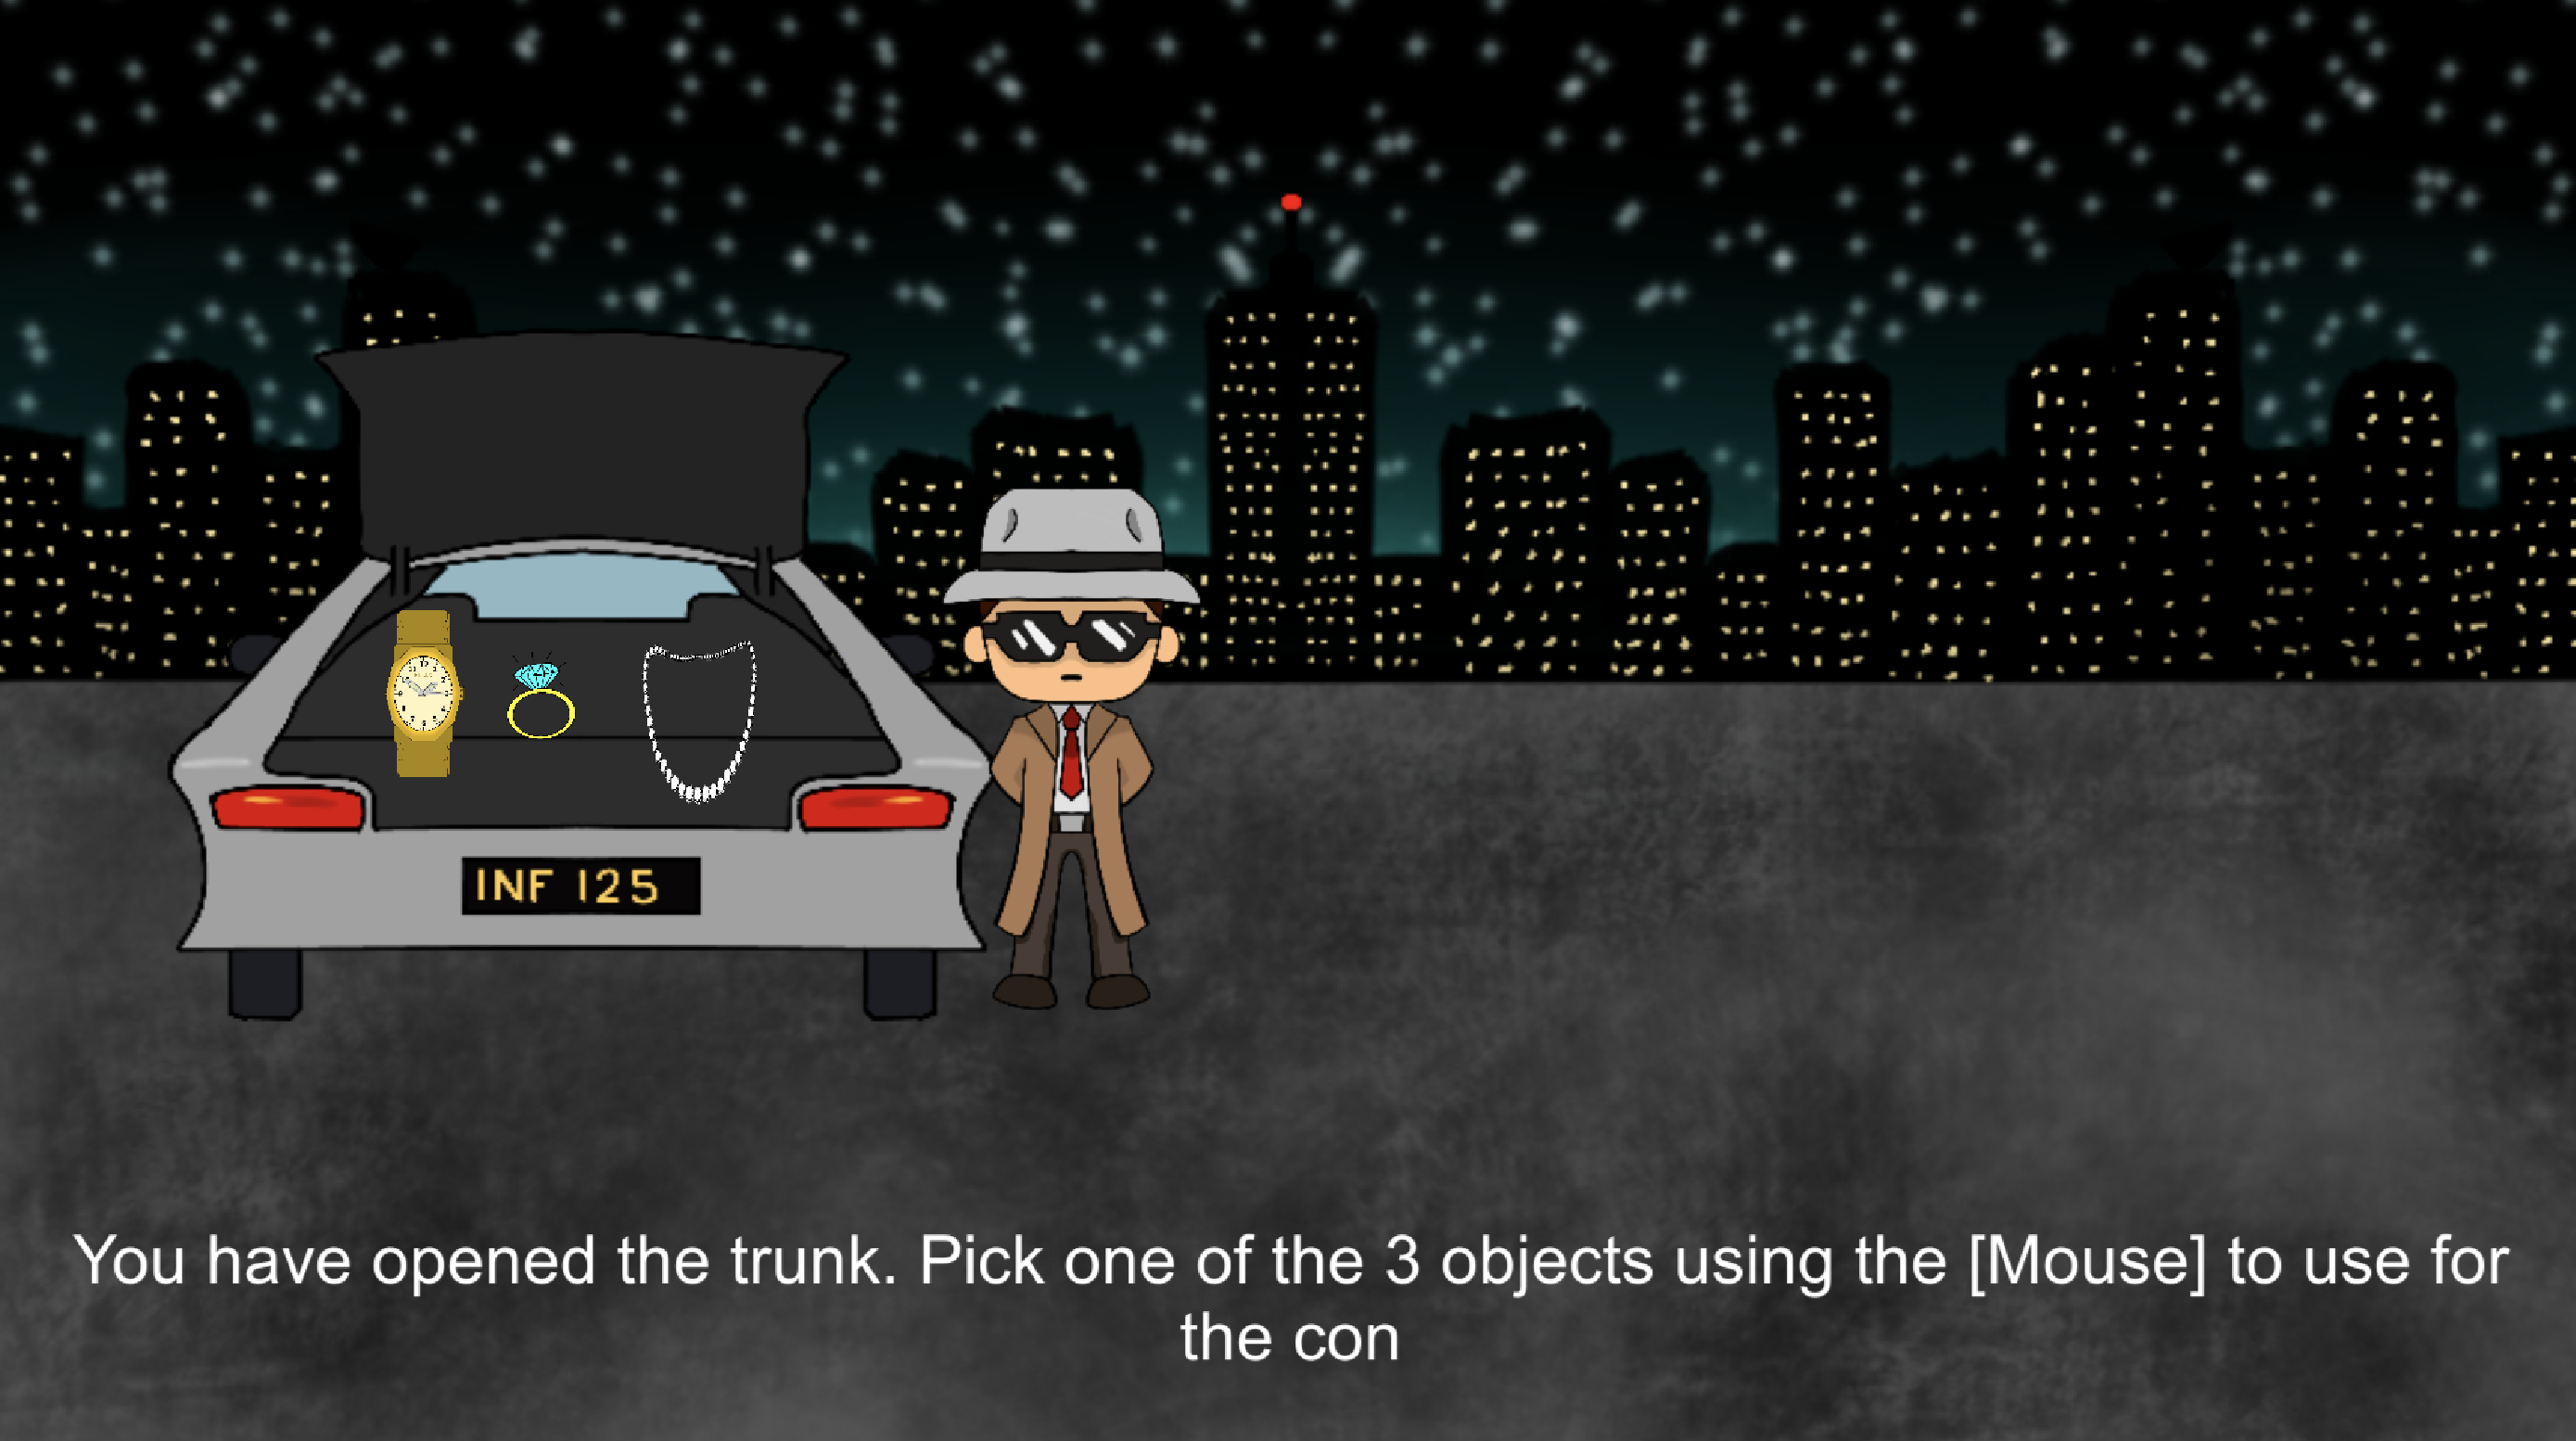 INF 125
You have opened the trunk. Pick one of the 3 objects using the [Mouse] to use for
the con